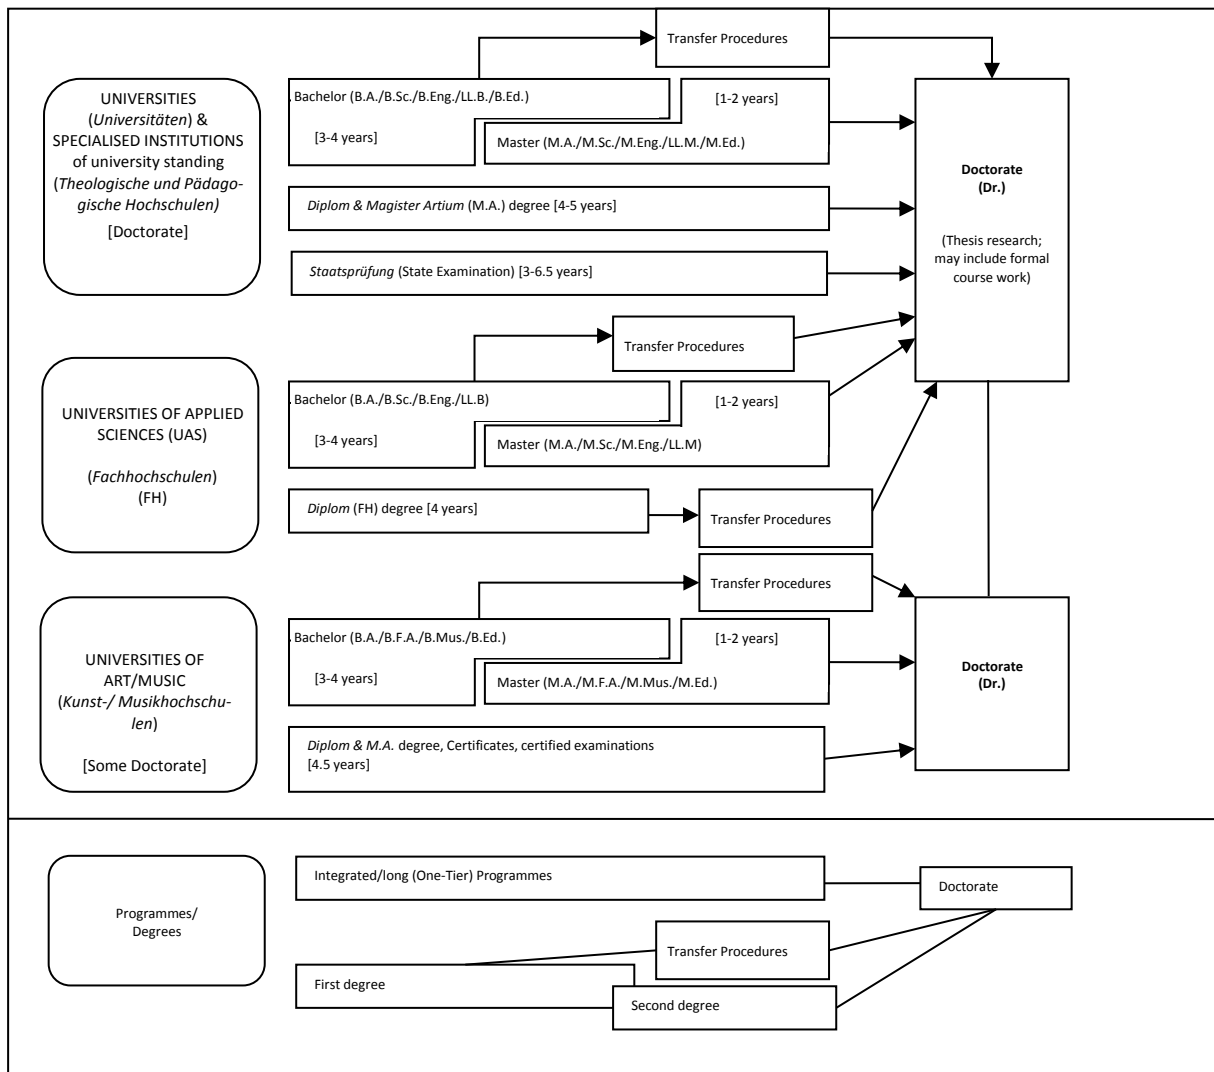 Transfer Procedures
UNIVERSITIES
(Universitäten) &
SPECIALISED INSTITUTIONS
of university standing
(Theologische und Pädago-
gische Hochschulen)
[Doctorate]
Bachelor (B.A./B.Sc./B.Eng./LL.B./B.Ed.)
[1-2 years]
[3-4 years]
Master (M.A./M.Sc./M.Eng./LL.M./M.Ed.)
Diplom & Magister Artium (M.A.) degree [4-5 years]
Staatsprüfung (State Examination) [3-6.5 years]
Doctorate
(Dr.)
(Thesis research;
may include formal
course work)
Transfer Procedures
UNIVERSITIES OF APPLIED
SCIENCES (UAS)
(Fachhochschulen)
(FH)
Bachelor (B.A./B.Sc./B.Eng./LL.B)
[1-2 years]
[3-4 years]
Master (M.A./M.Sc./M.Eng./LL.M)
Diplom (FH) degree [4 years]
Transfer Procedures
Transfer Procedures
UNIVERSITIES OF
ART/MUSIC
(Kunst-/ Musikhochschu-
len)
[Some Doctorate]
Bachelor (B.A./B.F.A./B.Mus./B.Ed.)
[1-2 years]
[3-4 years]
Master (M.A./M.F.A./M.Mus./M.Ed.)
Diplom & M.A. degree, Certificates, certified examinations
[4.5 years]
Doctorate
(Dr.)
Programmes/
Degrees
Integrated/long (One-Tier) Programmes
Doctorate
Transfer Procedures
First degree
Second degree